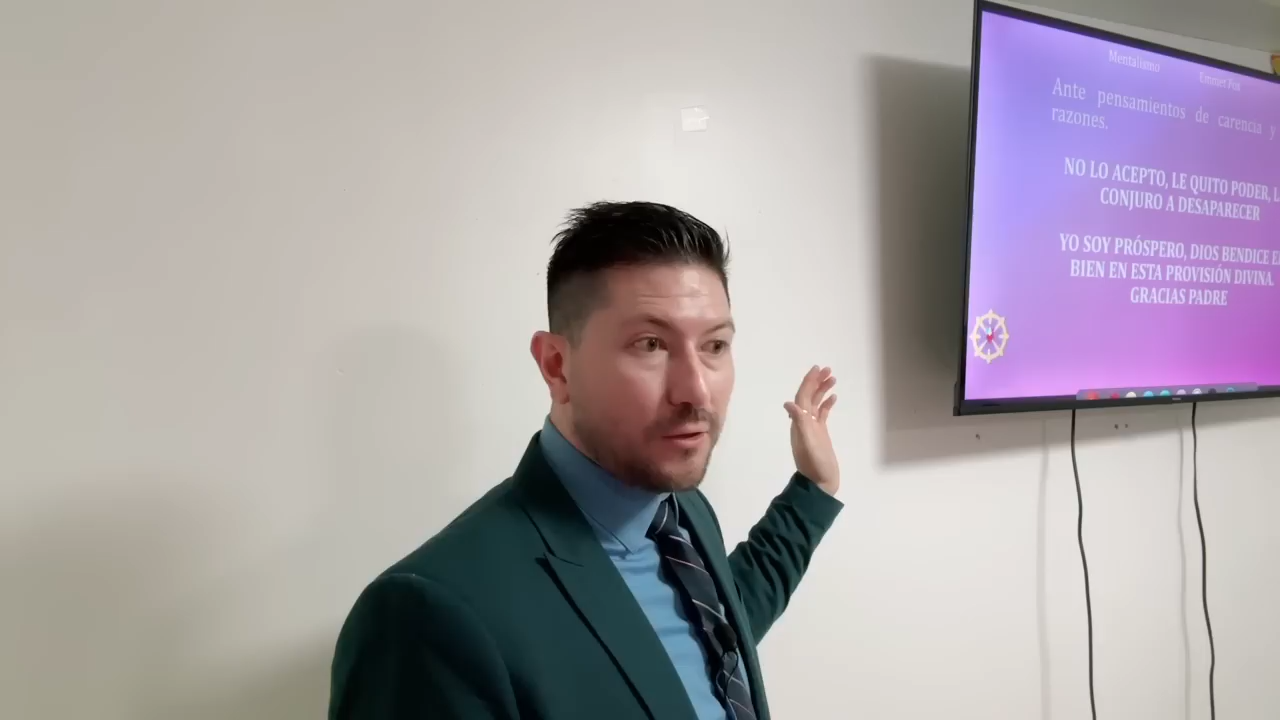 Mentalismo Emmet Fox
Ante pensamientos de carencia y
razones.
NO LO ACEPTO, LE QUITO PODER, L
CONJURO A DESAPARECER
YO SOY PRÓSPERO, DIOS BENDICE E
BIEN EN ESTA PROVISIÓN DIVINA.
GRACIAS PADRE